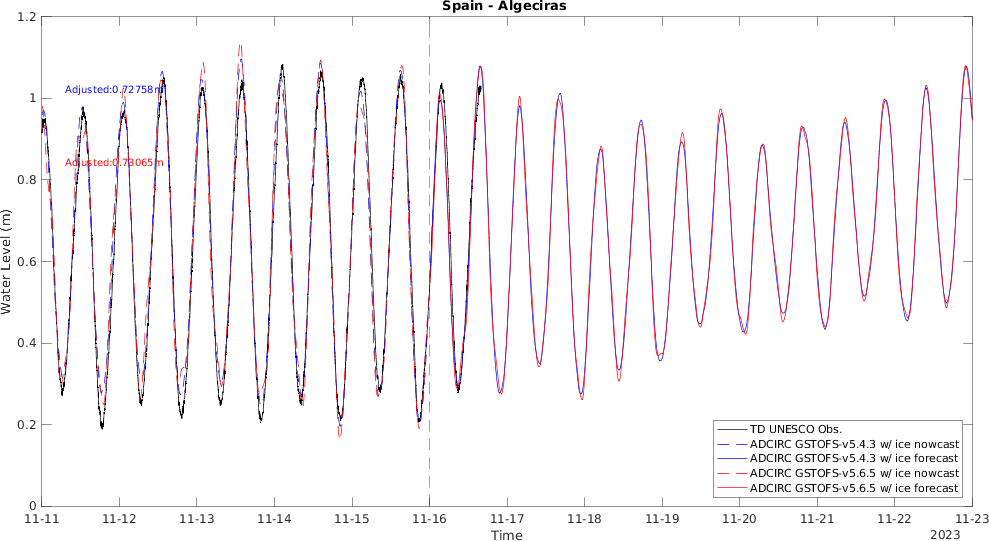 Spain - Algeciras
1.2
1
0.8
0.6
0.4
0.2
0
Water Level (m)
Adjusted:0.72758m
Adjusted:0.73065m
TD UNESCO Obs.
ADCIRC GSTOFS-v5.4.3 w/ ice nowcast
ADCIRC GSTOFS-v5.4.3 w/ ice forecast
ADCIRC GSTOFS-v5.6.5 w/ ice nowcast
ADCIRC GSTOFS-v5.6.5 w/ ice forecast
11-11 11-12 11-13 11-14 11-15 11-16 11-17 11-18 11-19 11-20 11-21 11-22 11-23
Time
2023